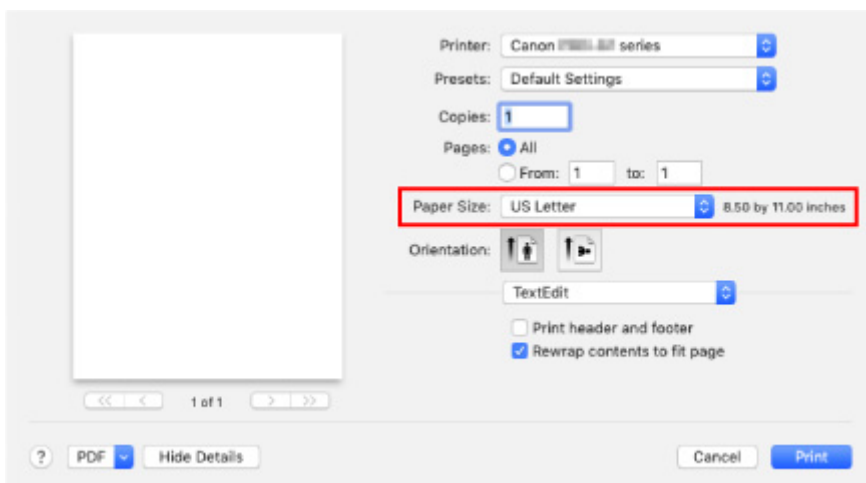 Printer: Canon series
Presets: Default Settings
Copies: 1
Pages: All
From: 1 to: 1
Paper Size: US Letter 8.50 by 11.00 inches
Orientation:
TextEdit
Print header and footer
Rewrap contents to fit page
<< < 1 of 1 > >>
? PDF Hide Details Cancel Print